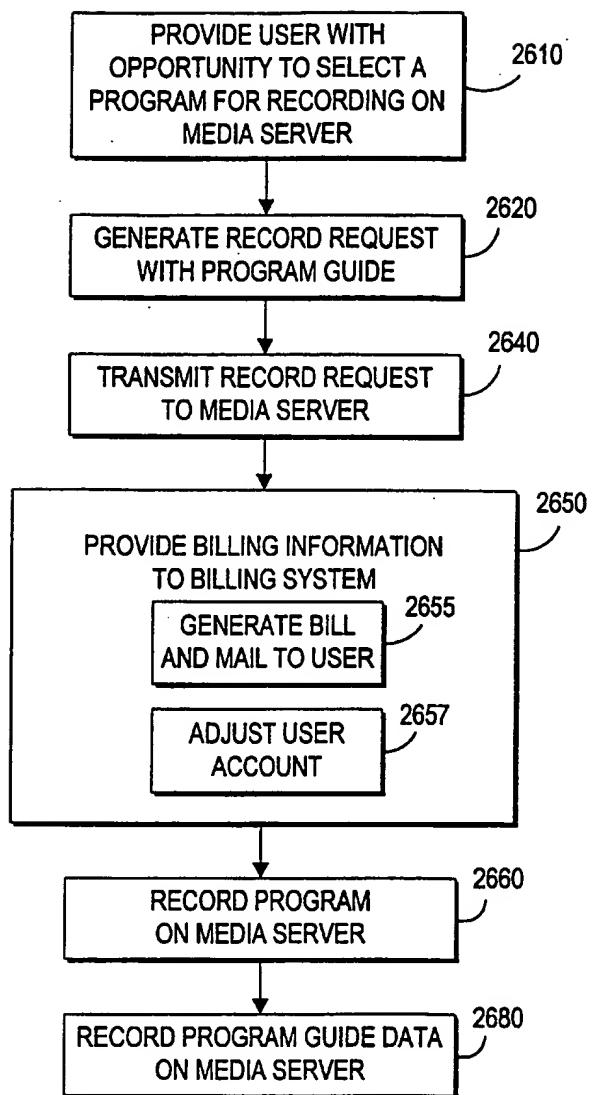 PROVIDE USER WITH
OPPORTUNITY TO SELECT A
PROGRAM FOR RECORDING ON
MEDIA SERVER
2610
GENERATE RECORD REQUEST
WITH PROGRAM GUIDE
2620
TRANSMIT RECORD REQUEST
TO MEDIA SERVER
2640
PROVIDE BILLING INFORMATION
TO BILLING SYSTEM
2650
GENERATE BILL
AND MAIL TO USER
2655
ADJUST USER
ACCOUNT
2657
RECORD PROGRAM
ON MEDIA SERVER
2660
RECORD PROGRAM GUIDE DATA
ON MEDIA SERVER
2680